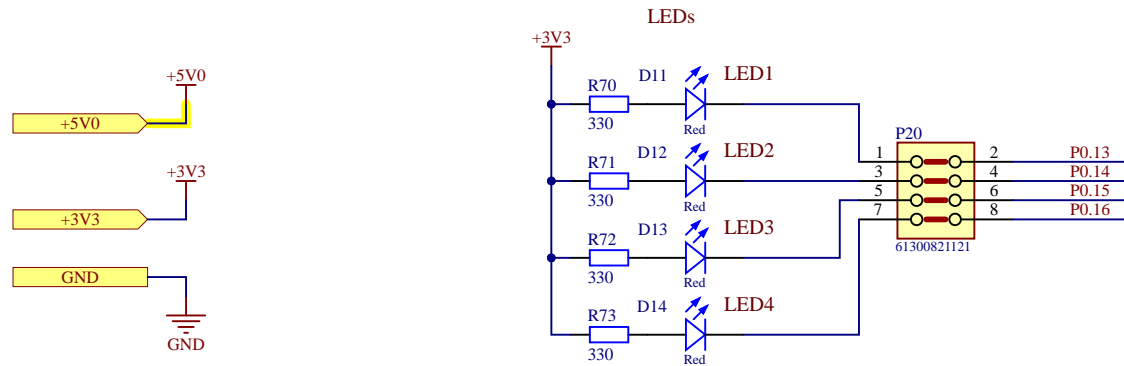 LEDs
+3V3
+5V0
+5V0
+3V3
+3V3
GND
GND
R70
330
D11
Red
LED1
R71
330
D12
Red
LED2
R72
330
D13
Red
LED3
R73
330
D14
Red
LED4
P20
1
2
P0.13
3
4
P0.14
5
6
P0.15
7
8
P0.16
61300821121